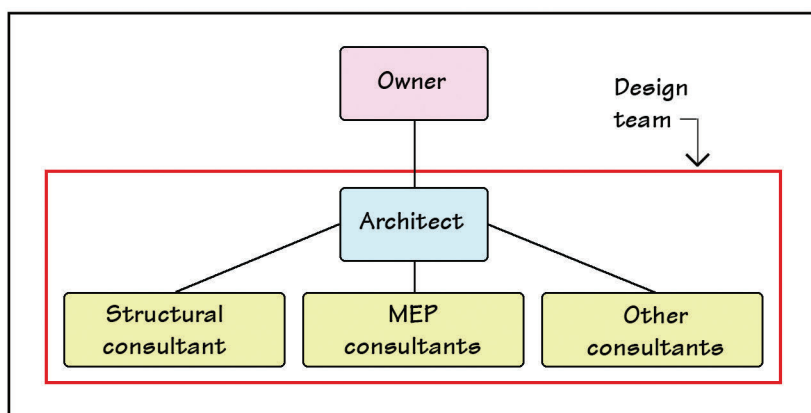 Owner
Design
team
Architect
Structural
consultant
MEP
consultants
Other
consultants